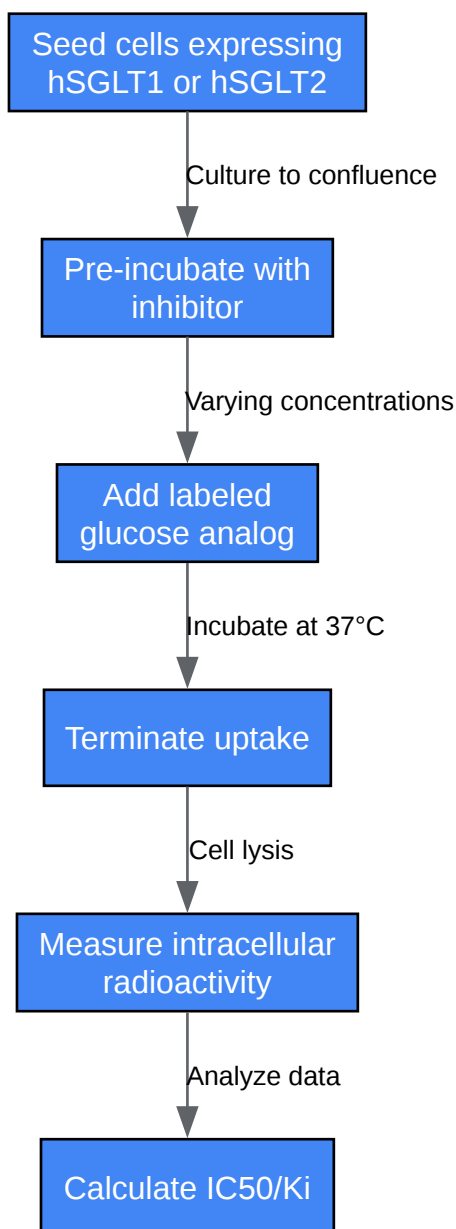 Seed cells expressing
hSGLT1 or hSGLT2
Culture to confluence
Pre-incubate with
inhibitor
Varying concentrations
Add labeled
glucose analog
Incubate at 37°C
Terminate uptake
Cell lysis
Measure intracellular
radioactivity
Analyze data
Calculate IC50/Ki